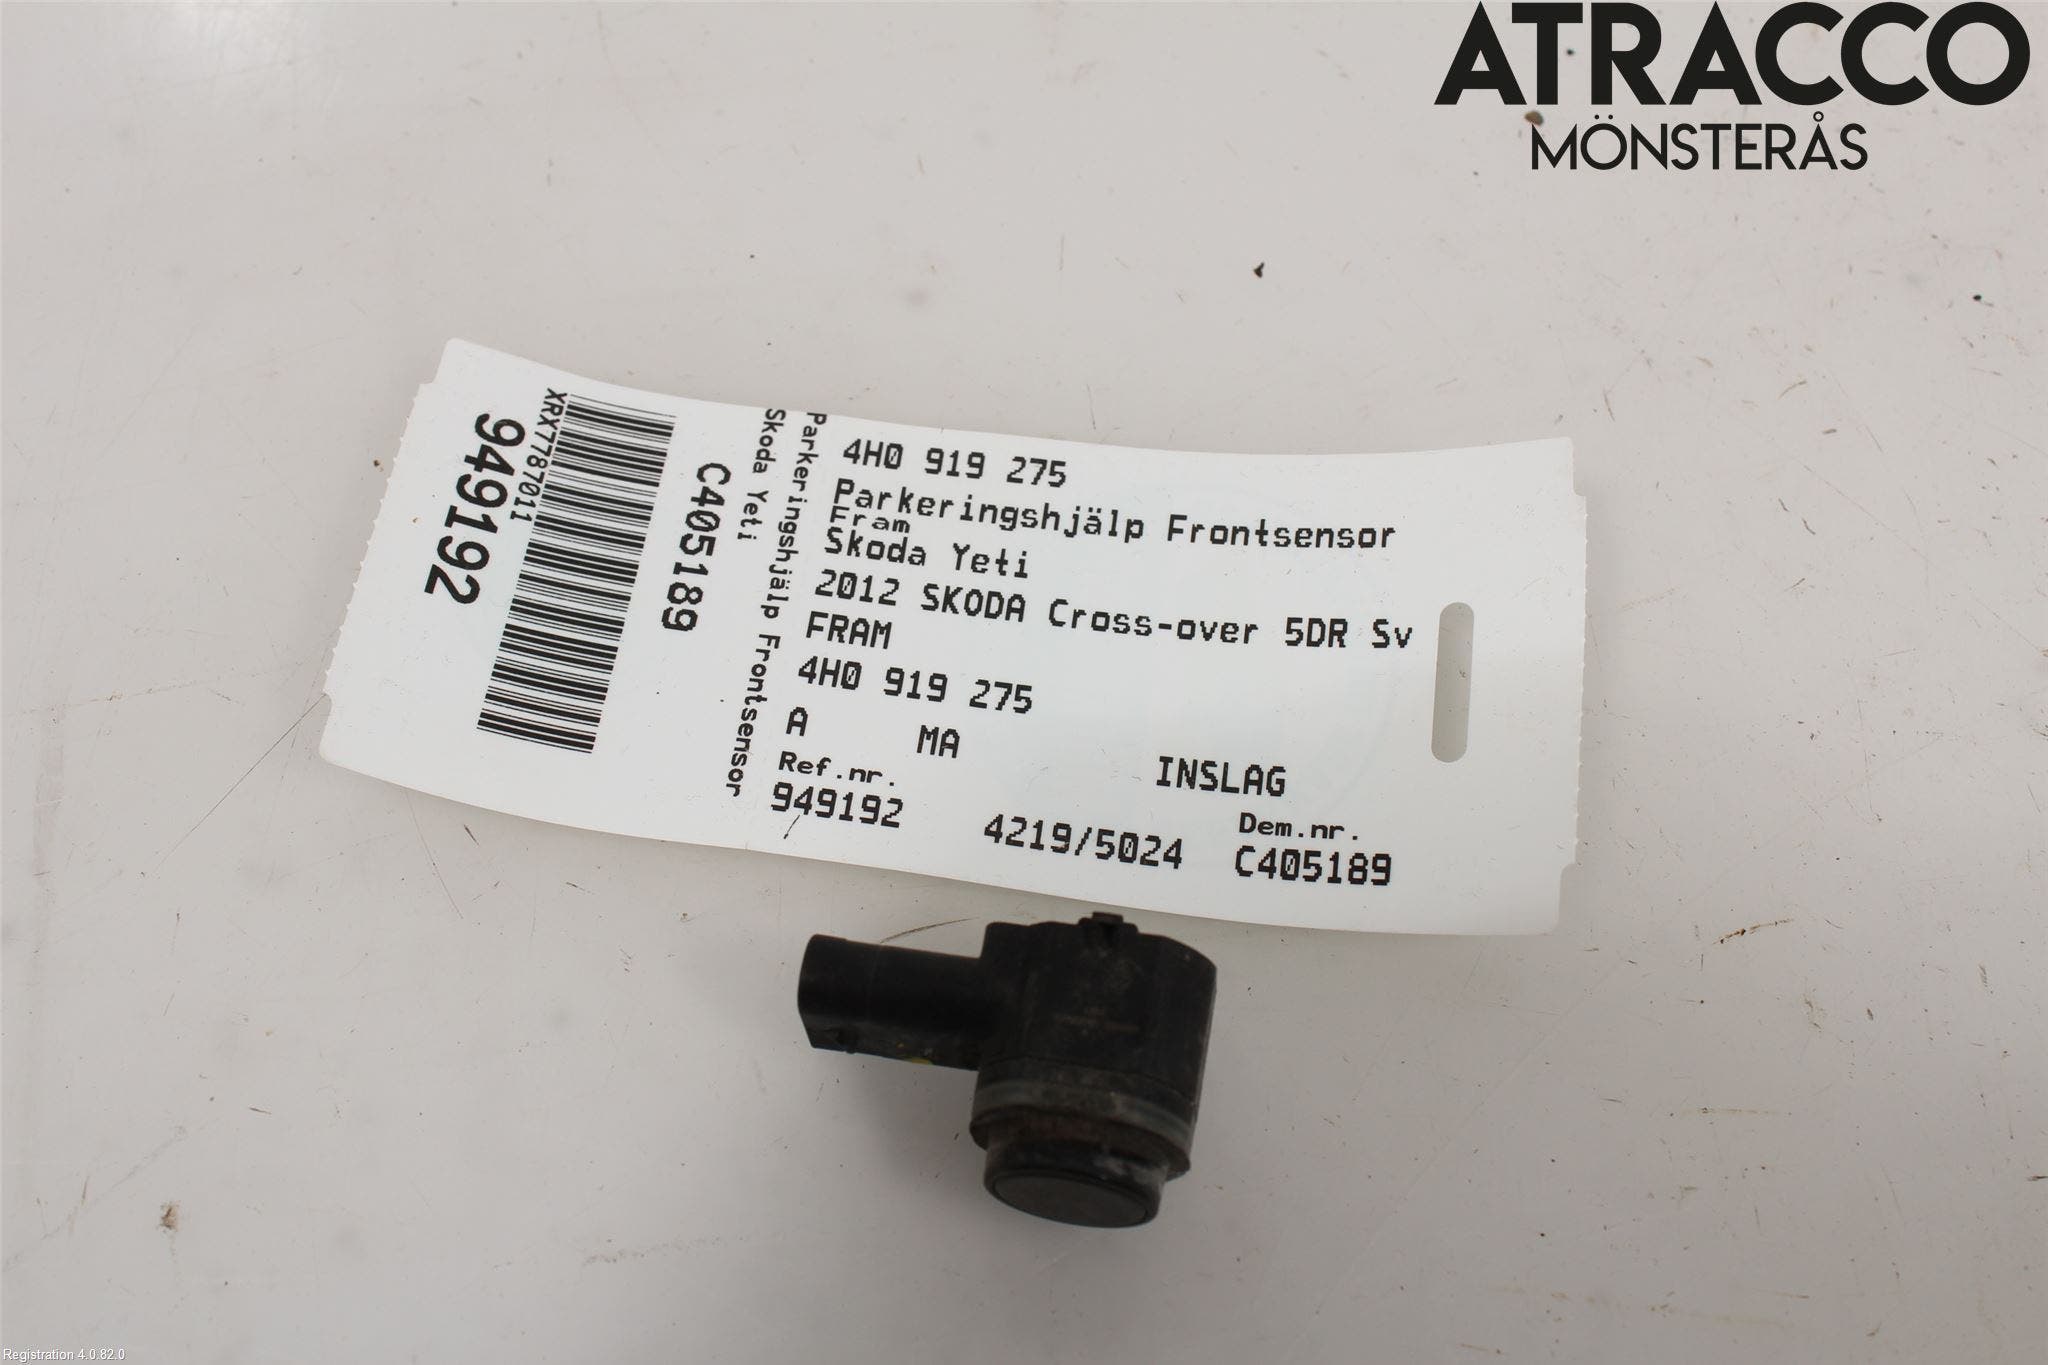 ATRACCO
MÖNSTERÅS
4H0 919 275
Parkeringshjälp Frontsensor
Fram
Skoda Yeti
2012 SKODA Cross-over 5DR Sv
FRAM
4H0 919 275
A MA INSLAG
Ref.nr. Dem.nr.
949192 4219/5024 C405189
Parkeringshjälp Frontsensor
Skoda Yeti
C405189
XRX7787011
949192
Registration 4.0.82.0